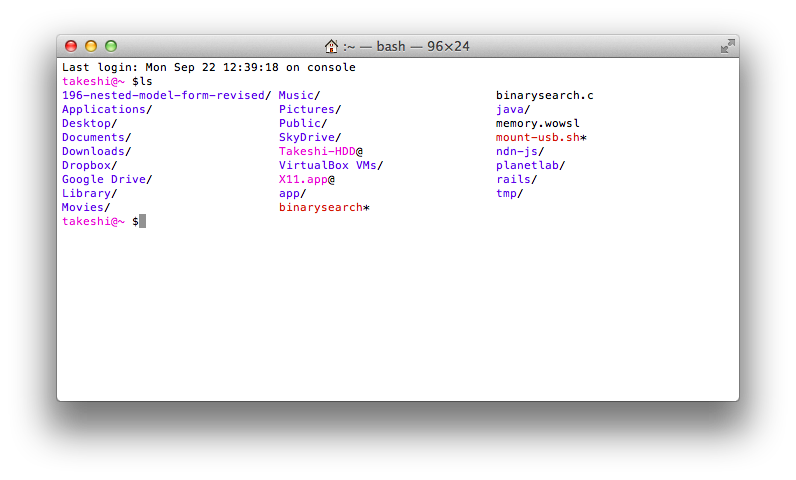 :~ — bash — 96×24
Last login: Mon Sep 22 12:39:18 on console
takeshi@~ $ls
196-nested-model-form-revised/ Music/ binarysearch.c
Applications/ Pictures/ java/
Desktop/ Public/ memory.wowsl
Documents/ SkyDrive/ mount-usb.sh*
Downloads/ Takeshi-HDD@ ndn-js/
Dropbox/ VirtualBox VMs/ planetlab/
Google Drive/ X11.app@ rails/
Library/ app/ tmp/
Movies/ binarysearch*
takeshi@~ $